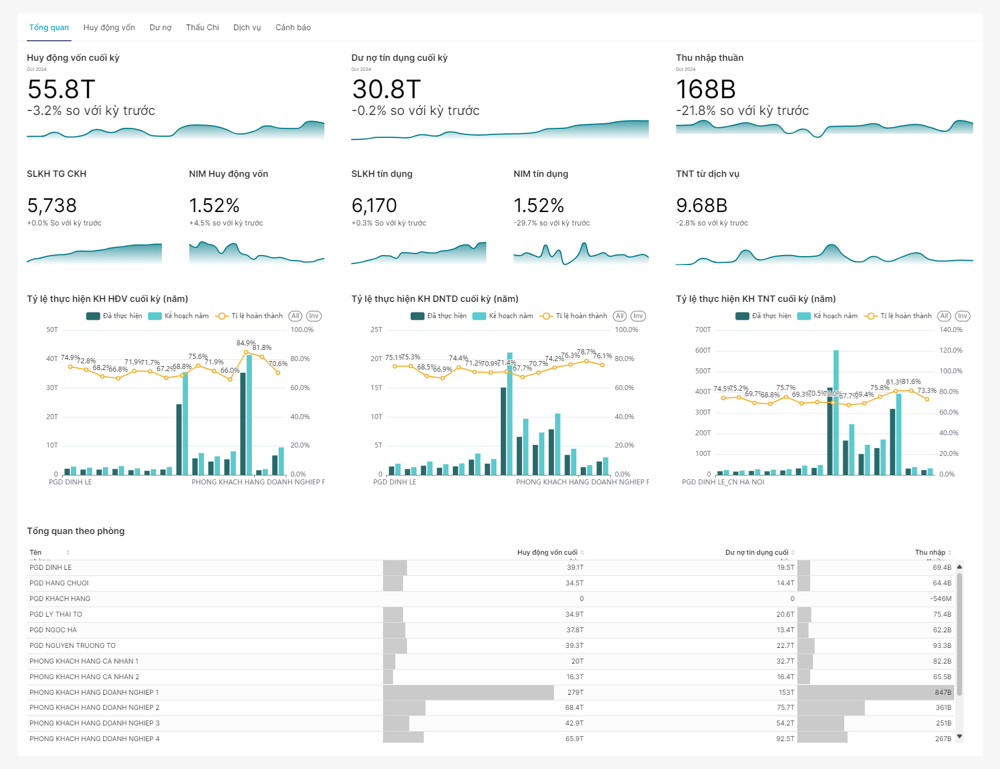 Tổng quan Huy động vốn Dư nợ Thấu Chi Dịch vụ Cảnh báo
Huy động vốn cuối kỳ
Oct 2024
55.8T
-3.2% so với kỳ trước
Dư nợ tín dụng cuối kỳ
Oct 2024
30.8T
-0.2% so với kỳ trước
Thu nhập thuần
Oct 2024
168B
-21.8% so với kỳ trước
SLKH TG CKH
5,738
+0.0% So với kỳ trước
NIM Huy động vốn
1.52%
+4.5% so với kỳ trước
SLKH tín dụng
6,170
+0.3% So với kỳ trước
NIM tín dụng
1.52%
-29.7% so với kỳ trước
TNT từ dịch vụ
9.68B
-2.8% so với kỳ trước
Tỷ lệ thực hiện KH HĐV cuối kỳ (năm)
Đã thực hiện Kế hoạch năm Tỉ lệ hoàn thành All Inv
50T
40T
30T
20T
10T
0
100.0%
80.0%
60.0%
40.0%
20.0%
0.0%
74.9% 72.8% 68.2% 66.8% 71.9% 71.7% 67.2% 68.8% 75.6% 71.9% 66.0% 84.9% 81.8% 70.6%
PGD DINH LE PHONG KHACH HANG DOANH NGHIEP F
Tỷ lệ thực hiện KH DNTD cuối kỳ (năm)
Đã thực hiện Kế hoạch năm Tỉ lệ hoàn thành All Inv
25T
20T
15T
10T
5T
0
100.0%
80.0%
60.0%
40.0%
20.0%
0.0%
75.1% 75.3% 68.5% 66.9% 74.4% 71.2% 70.9% 71.4% 67.7% 70.7% 74.2% 76.3% 78.7% 76.1%
PGD DINH LE PHONG KHACH HANG DOANH NGHIEP F
Tỷ lệ thực hiện KH TNT cuối kỳ (năm)
Đã thực hiện Kế hoạch năm Tỉ lệ hoàn thành All Inv
700T
600T
500T
400T
300T
200T
100T
0
140.0%
120.0%
100.0%
80.0%
60.0%
40.0%
20.0%
0.0%
74.5% 75.2% 69.7% 68.8% 75.7% 69.3% 70.5% 70.0% 67.7% 69.4% 75.8% 81.3% 81.6% 73.3%
PGD DINH LE_CN HA NOI
Tổng quan theo phòng
Tên Huy động vốn cuối Dư nợ tín dụng cuối Thu nhập
PGD DINH LE 39.1T 19.5T 69.4B
PGD HANG CHUOI 34.5T 14.4T 64.4B
PGD KHACH HANG 0 0 -546M
PGD LY THAI TO 34.9T 20.6T 75.4B
PGD NGOC HA 37.8T 13.4T 62.2B
PGD NGUYEN TRUONG TO 39.3T 22.7T 93.3B
PHONG KHACH HANG CA NHAN 1 20T 32.7T 82.2B
PHONG KHACH HANG CA NHAN 2 16.3T 16.4T 65.5B
PHONG KHACH HANG DOANH NGHIEP 1 279T 153T 847B
PHONG KHACH HANG DOANH NGHIEP 2 68.4T 75.7T 361B
PHONG KHACH HANG DOANH NGHIEP 3 42.9T 54.2T 251B
PHONG KHACH HANG DOANH NGHIEP 4 65.9T 92.5T 267B